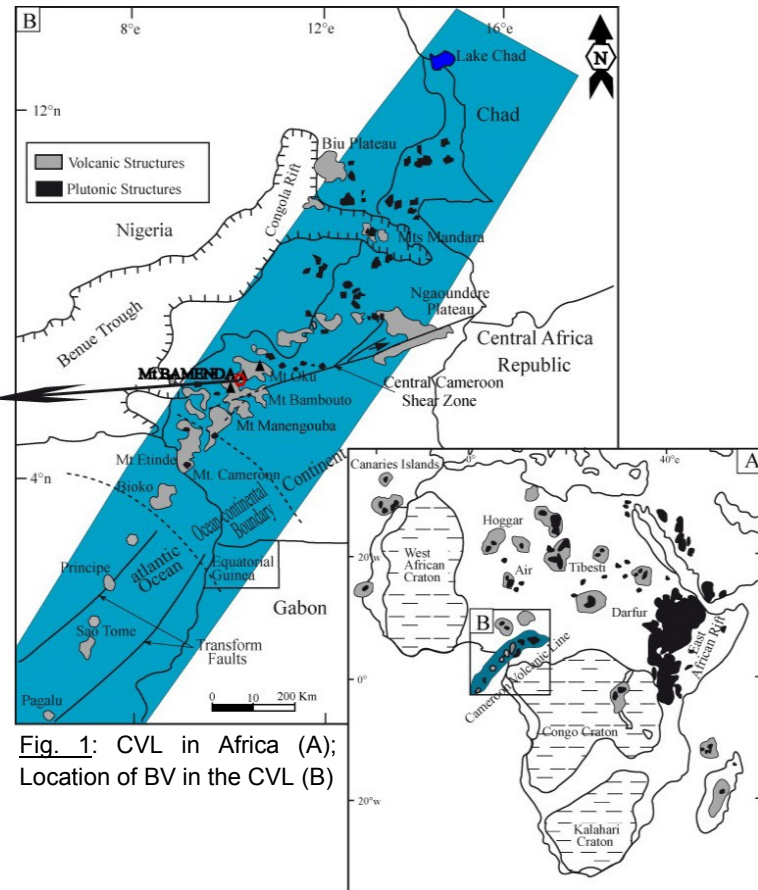 B
8°e
12°e
16°e
N
Lake Chad
12°n
Chad
Volcanic Structures
Plutonic Structures
Biu Plateau
Congola Rift
Nigeria
Mts Mandara
Benue Trough
Ngaoundere
Plateau
Central Africa
Republic
Mt BAMENDA
Mt Oku
Central Cameroon
Shear Zone
Mt Bambouto
Mt Manengouba
Mt Etinde
Mt. Cameroon
Continent
4°n
Bioko
Ocean-continental
Boundary
atlantic
Ocean
Equatorial
Guinea
Principe
Gabon
Sao Tome
Transform
Faults
Pagalu
0 10 200 Km
A
0°e
40°e
Canaries Islands
Hoggar
20°w
West
African
Craton
Air
Tibesti
Darfur
B
East
African Rift
Cameroon Volcanic Line
0°e
Congo Craton
20°w
Kalahari
Craton
Fig. 1: CVL in Africa (A);
Location of BV in the CVL (B)